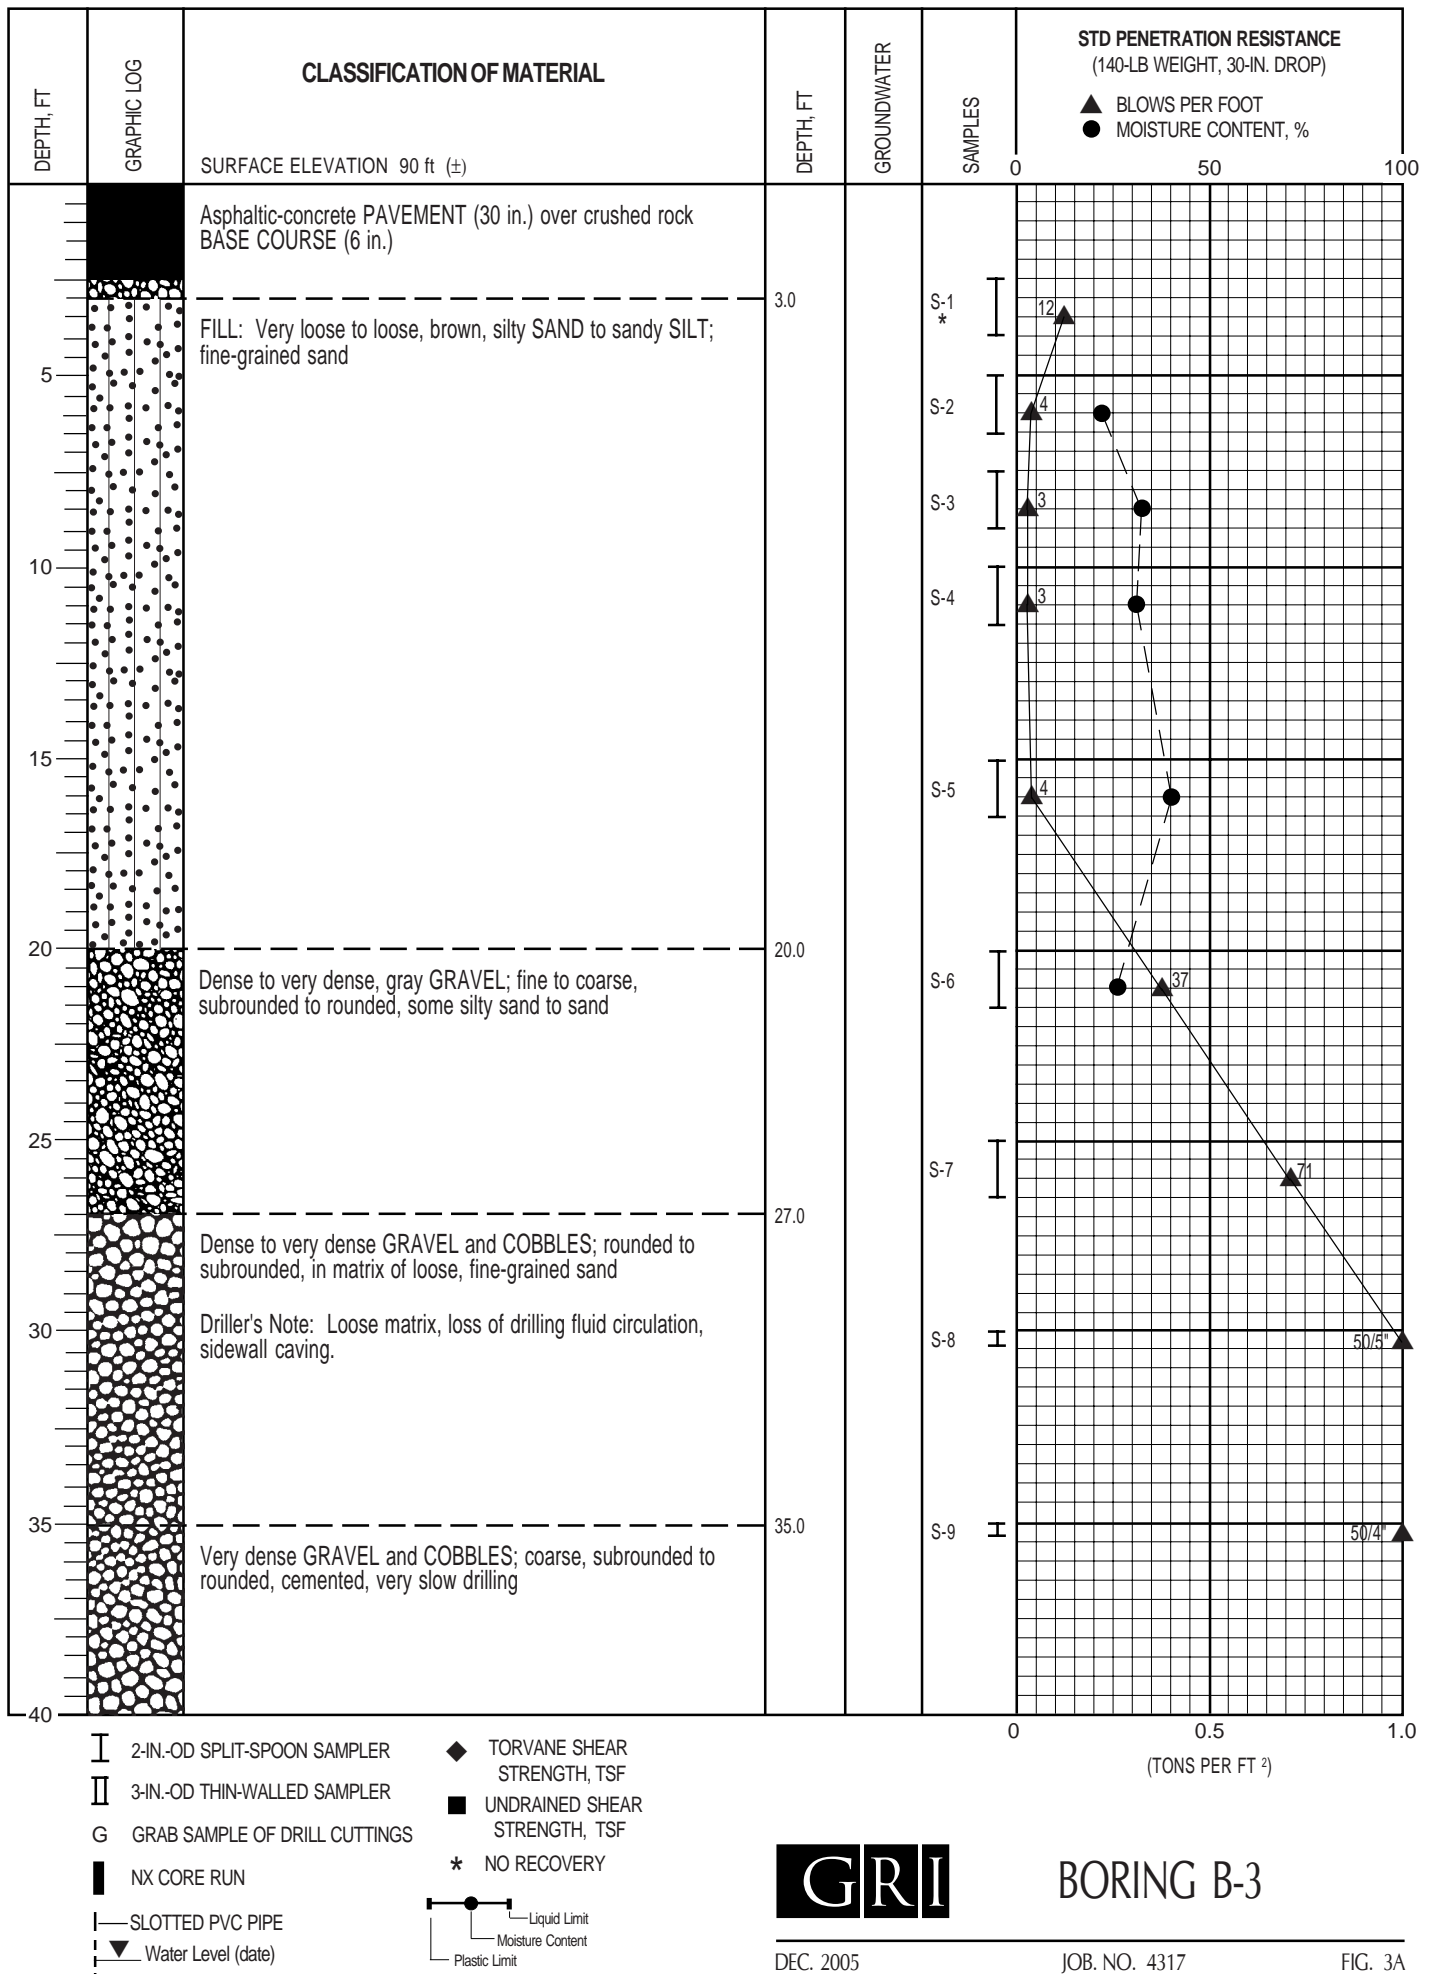 DEPTH, FT
GRAPHIC LOG
CLASSIFICATION OF MATERIAL
SURFACE ELEVATION 90 ft (±)
DEPTH, FT
GROUNDWATER
SAMPLES
STD PENETRATION RESISTANCE
(140-LB WEIGHT, 30-IN. DROP)
BLOWS PER FOOT
MOISTURE CONTENT, %
0 50 100
Asphaltic-concrete PAVEMENT (30 in.) over crushed rock
BASE COURSE (6 in.)
3.0
S-1
*
12
FILL: Very loose to loose, brown, silty SAND to sandy SILT;
fine-grained sand
5
S-2
4
S-3
3
10
S-4
3
15
S-5
4
20
20.0
Dense to very dense, gray GRAVEL; fine to coarse,
subrounded to rounded, some silty sand to sand
S-6
37
25
S-7
71
27.0
Dense to very dense GRAVEL and COBBLES; rounded to
subrounded, in matrix of loose, fine-grained sand
Driller's Note: Loose matrix, loss of drilling fluid circulation,
sidewall caving.
30
S-8
50/5"
35
35.0
S-9
50/4"
Very dense GRAVEL and COBBLES; coarse, subrounded to
rounded, cemented, very slow drilling
40
0 0.5 1.0
(TONS PER FT 2)
2-IN.-OD SPLIT-SPOON SAMPLER
3-IN.-OD THIN-WALLED SAMPLER
G GRAB SAMPLE OF DRILL CUTTINGS
NX CORE RUN
SLOTTED PVC PIPE
Water Level (date)
TORVANE SHEAR
STRENGTH, TSF
UNDRAINED SHEAR
STRENGTH, TSF
* NO RECOVERY
Liquid Limit
Moisture Content
Plastic Limit
GRI
BORING B-3
DEC. 2005 JOB. NO. 4317 FIG. 3A